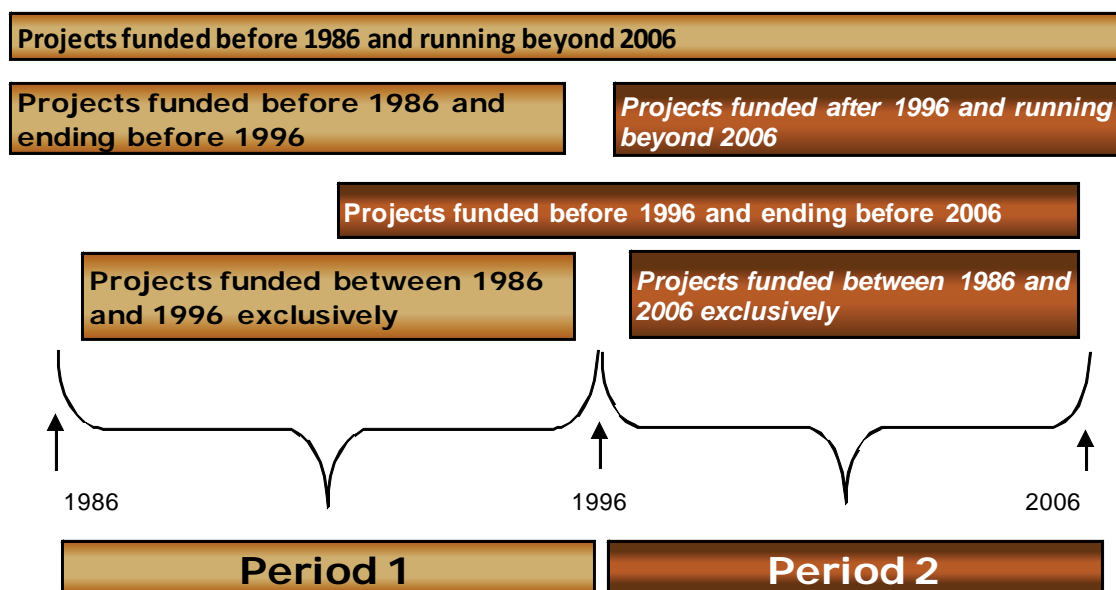 Projects funded before 1986 and running beyond 2006
Projects funded before 1986 and
ending before 1996
Projects funded after 1996 and running
beyond 2006
Projects funded before 1996 and ending before 2006
Projects funded between 1986
and 1996 exclusively
Projects funded between 1986 and
2006 exclusively
1986
1996
2006
Period 1
Period 2